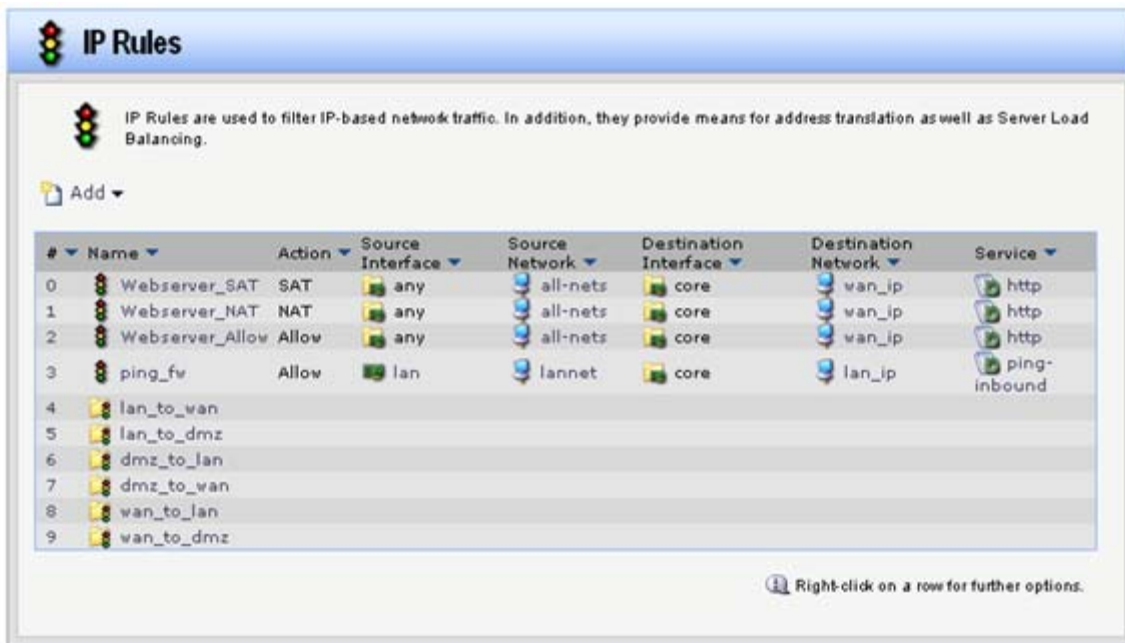 IP Rules
IP Rules are used to filter IP-based network traffic. In addition, they provide means for address translation as well as Server Load
Balancing.
Add
# Name Action Source Interface Source Network Destination Interface Destination Network Service
0 Webserver_SAT SAT any all-nets core wan_ip http
1 Webserver_NAT NAT any all-nets core wan_ip http
2 Webserver_Allow Allow any all-nets core wan_ip http
3 ping_fw Allow lan lannet core lan_ip ping-inbound
4 lan_to_wan
5 lan_to_dmz
6 dmz_to_lan
7 dmz_to_wan
8 wan_to_lan
9 wan_to_dmz
Right-click on a row for further options.